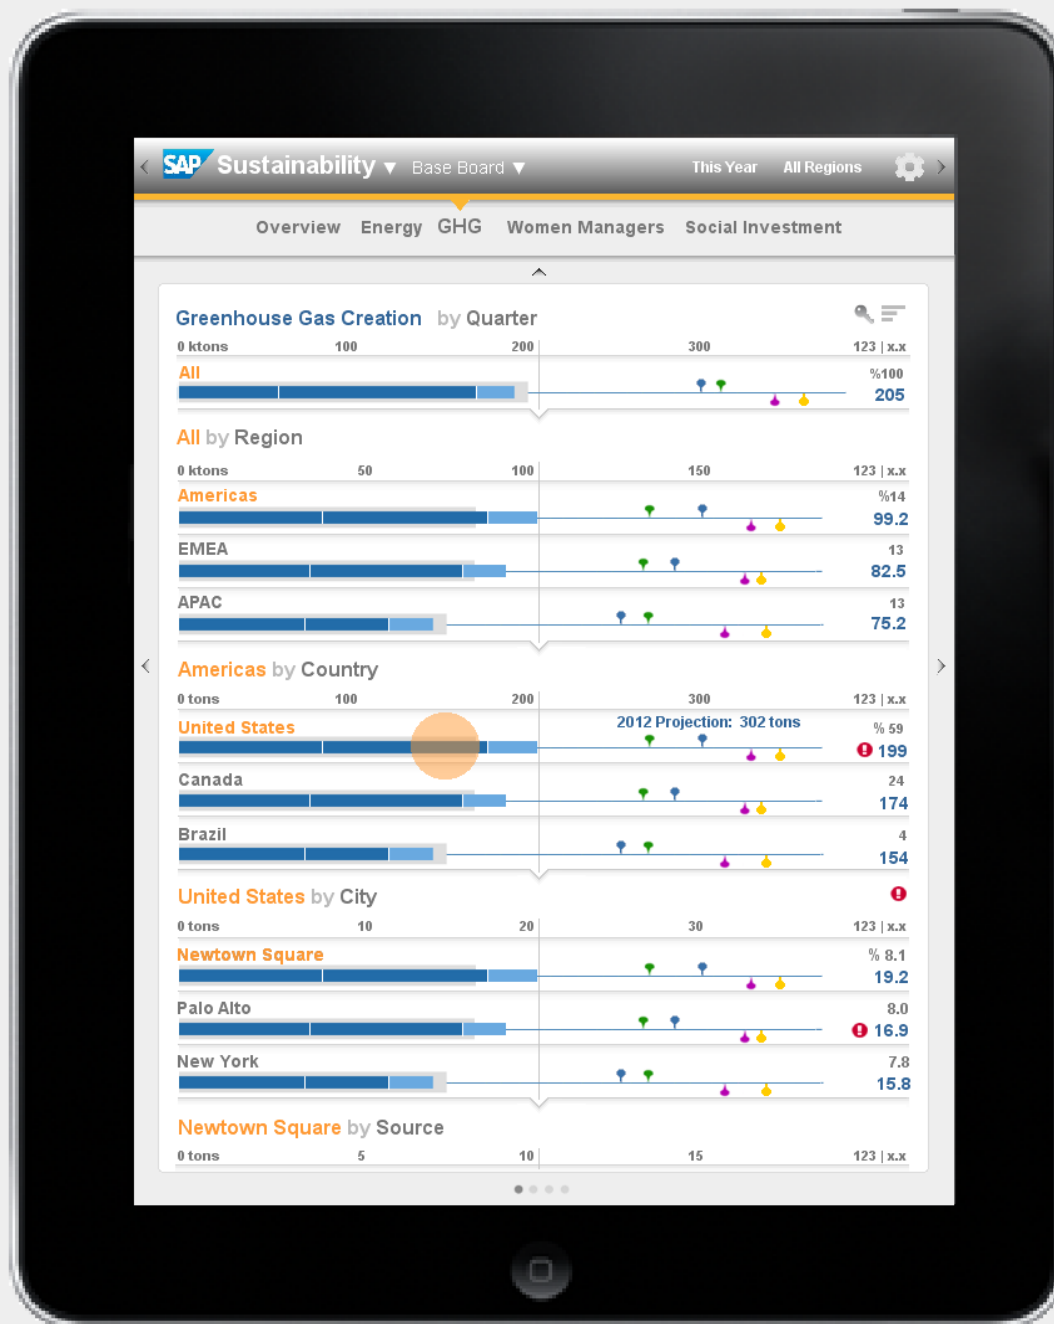 SAP Sustainability ▼ Base Board ▼ This Year All Regions
Overview Energy GHG Women Managers Social Investment
Greenhouse Gas Creation by Quarter
0 ktons 100 200 300 123 | x.x
All %100
205
All by Region
0 ktons 50 100 150 123 | x.x
Americas %14
99.2
EMEA 13
82.5
APAC 13
75.2
Americas by Country
0 tons 100 200 300 123 | x.x
United States 2012 Projection: 302 tons % 59
199
Canada 24
174
Brazil 4
154
United States by City
0 tons 10 20 30 123 | x.x
Newtown Square % 8.1
19.2
Palo Alto 8.0
16.9
New York 7.8
15.8
Newtown Square by Source
0 tons 5 10 15 123 | x.x